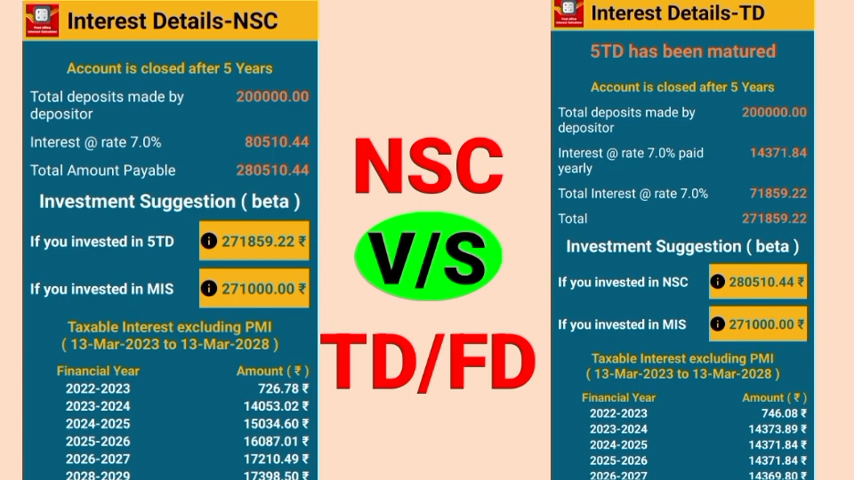 Interest Details-NSC
Account is closed after 5 Years
Total deposits made by 200000.00
depositor
Interest @ rate 7.0% 80510.44
Total Amount Payable 280510.44
Investment Suggestion ( beta )
If you invested in 5TD 271859.22 ₹
If you invested in MIS 271000.00 ₹
Taxable Interest excluding PMI
( 13-Mar-2023 to 13-Mar-2028 )
Financial Year Amount ( ₹ )
2022-2023 726.78 ₹
2023-2024 14053.02 ₹
2024-2025 15034.60 ₹
2025-2026 16087.01 ₹
2026-2027 17210.49 ₹
2028-2029 17398.50 ₹
NSC
V/S
TD/FD
Interest Details-TD
5TD has been matured
Account is closed after 5 Years
Total deposits made by 200000.00
depositor
Interest @ rate 7.0% paid 14371.84
yearly
Total Interest @ rate 7.0% 71859.22
Total 271859.22
Investment Suggestion ( beta )
If you invested in NSC 280510.44 ₹
If you invested in MIS 271000.00 ₹
Taxable Interest excluding PMI
( 13-Mar-2023 to 13-Mar-2028 )
Financial Year Amount ( ₹ )
2022-2023 746.08 ₹
2023-2024 14373.89 ₹
2024-2025 14371.84 ₹
2025-2026 14371.84 ₹
2026-2027 14369.80 ₹